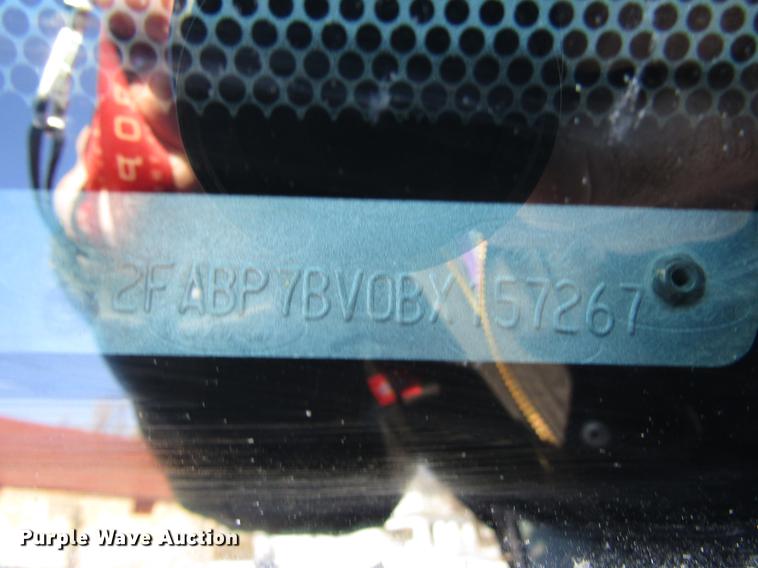 2FABP7BV0BX157267
Purple Wave Auction